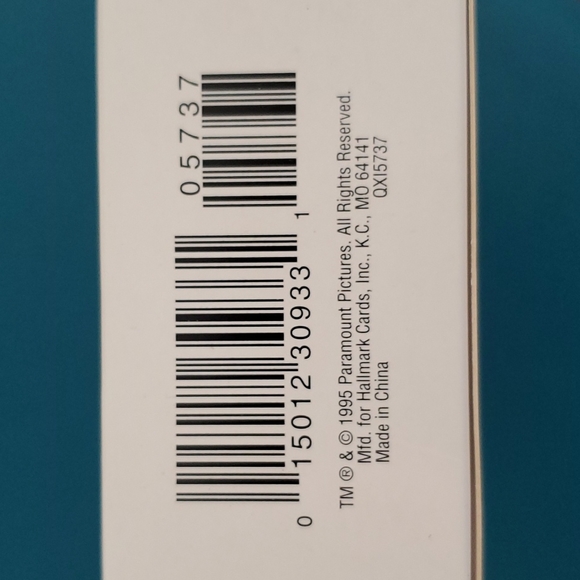 0 15012 30933 1
05737
TM ® & © 1995 Paramount Pictures. All Rights Reserved.
Mfd. for Hallmark Cards, Inc., K.C., MO 64141
Made in China QXI5737